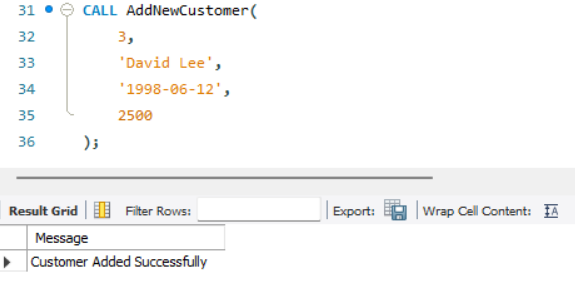 31 CALL AddNewCustomer(
32 3,
33 'David Lee',
34 '1998-06-12',
35 2500
36 );
Result Grid Filter Rows: Export: Wrap Cell Content: IA
Message
Customer Added Successfully